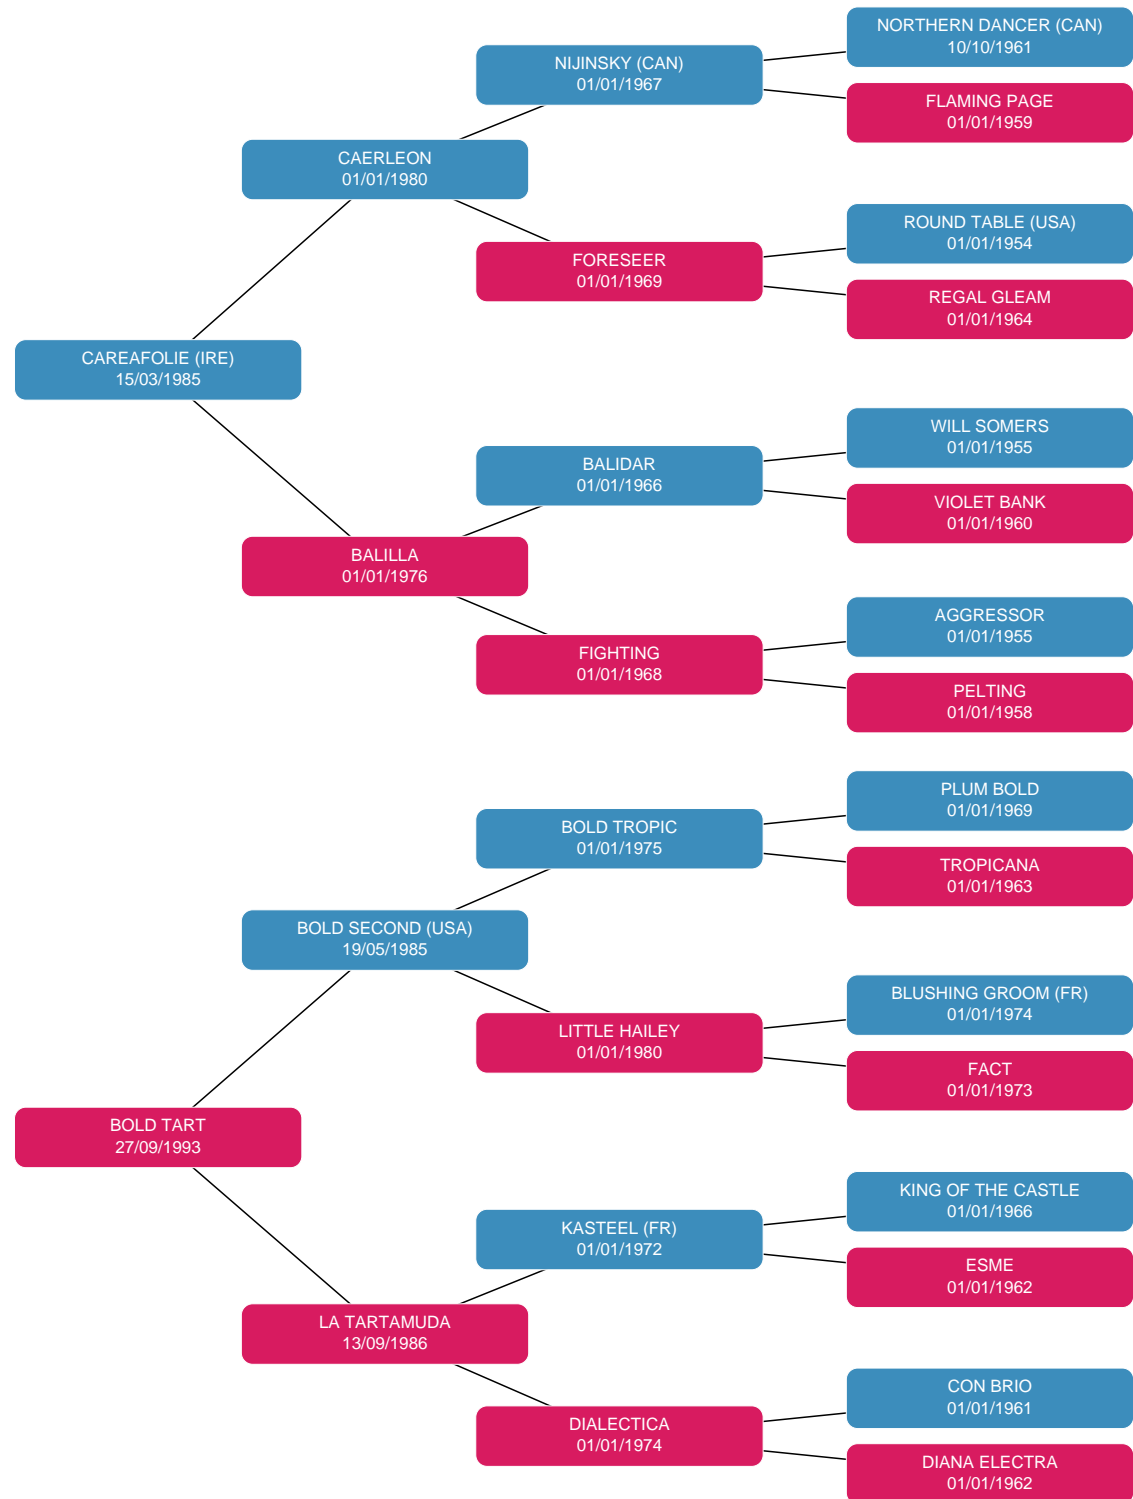 NORTHERN DANCER (CAN)
10/10/1961
NIJINSKY (CAN)
01/01/1967
FLAMING PAGE
01/01/1959
CAERLEON
01/01/1980
ROUND TABLE (USA)
01/01/1954
FORESEER
01/01/1969
REGAL GLEAM
01/01/1964
CAREAFOLIE (IRE)
15/03/1985
WILL SOMERS
01/01/1955
BALIDAR
01/01/1966
VIOLET BANK
01/01/1960
BALILLA
01/01/1976
AGGRESSOR
01/01/1955
FIGHTING
01/01/1968
PELTING
01/01/1958
PLUM BOLD
01/01/1969
BOLD TROPIC
01/01/1975
TROPICANA
01/01/1963
BOLD SECOND (USA)
19/05/1985
BLUSHING GROOM (FR)
01/01/1974
LITTLE HAILEY
01/01/1980
FACT
01/01/1973
BOLD TART
27/09/1993
KING OF THE CASTLE
01/01/1966
KASTEEL (FR)
01/01/1972
ESME
01/01/1962
LA TARTAMUDA
13/09/1986
CON BRIO
01/01/1961
DIALECTICA
01/01/1974
DIANA ELECTRA
01/01/1962